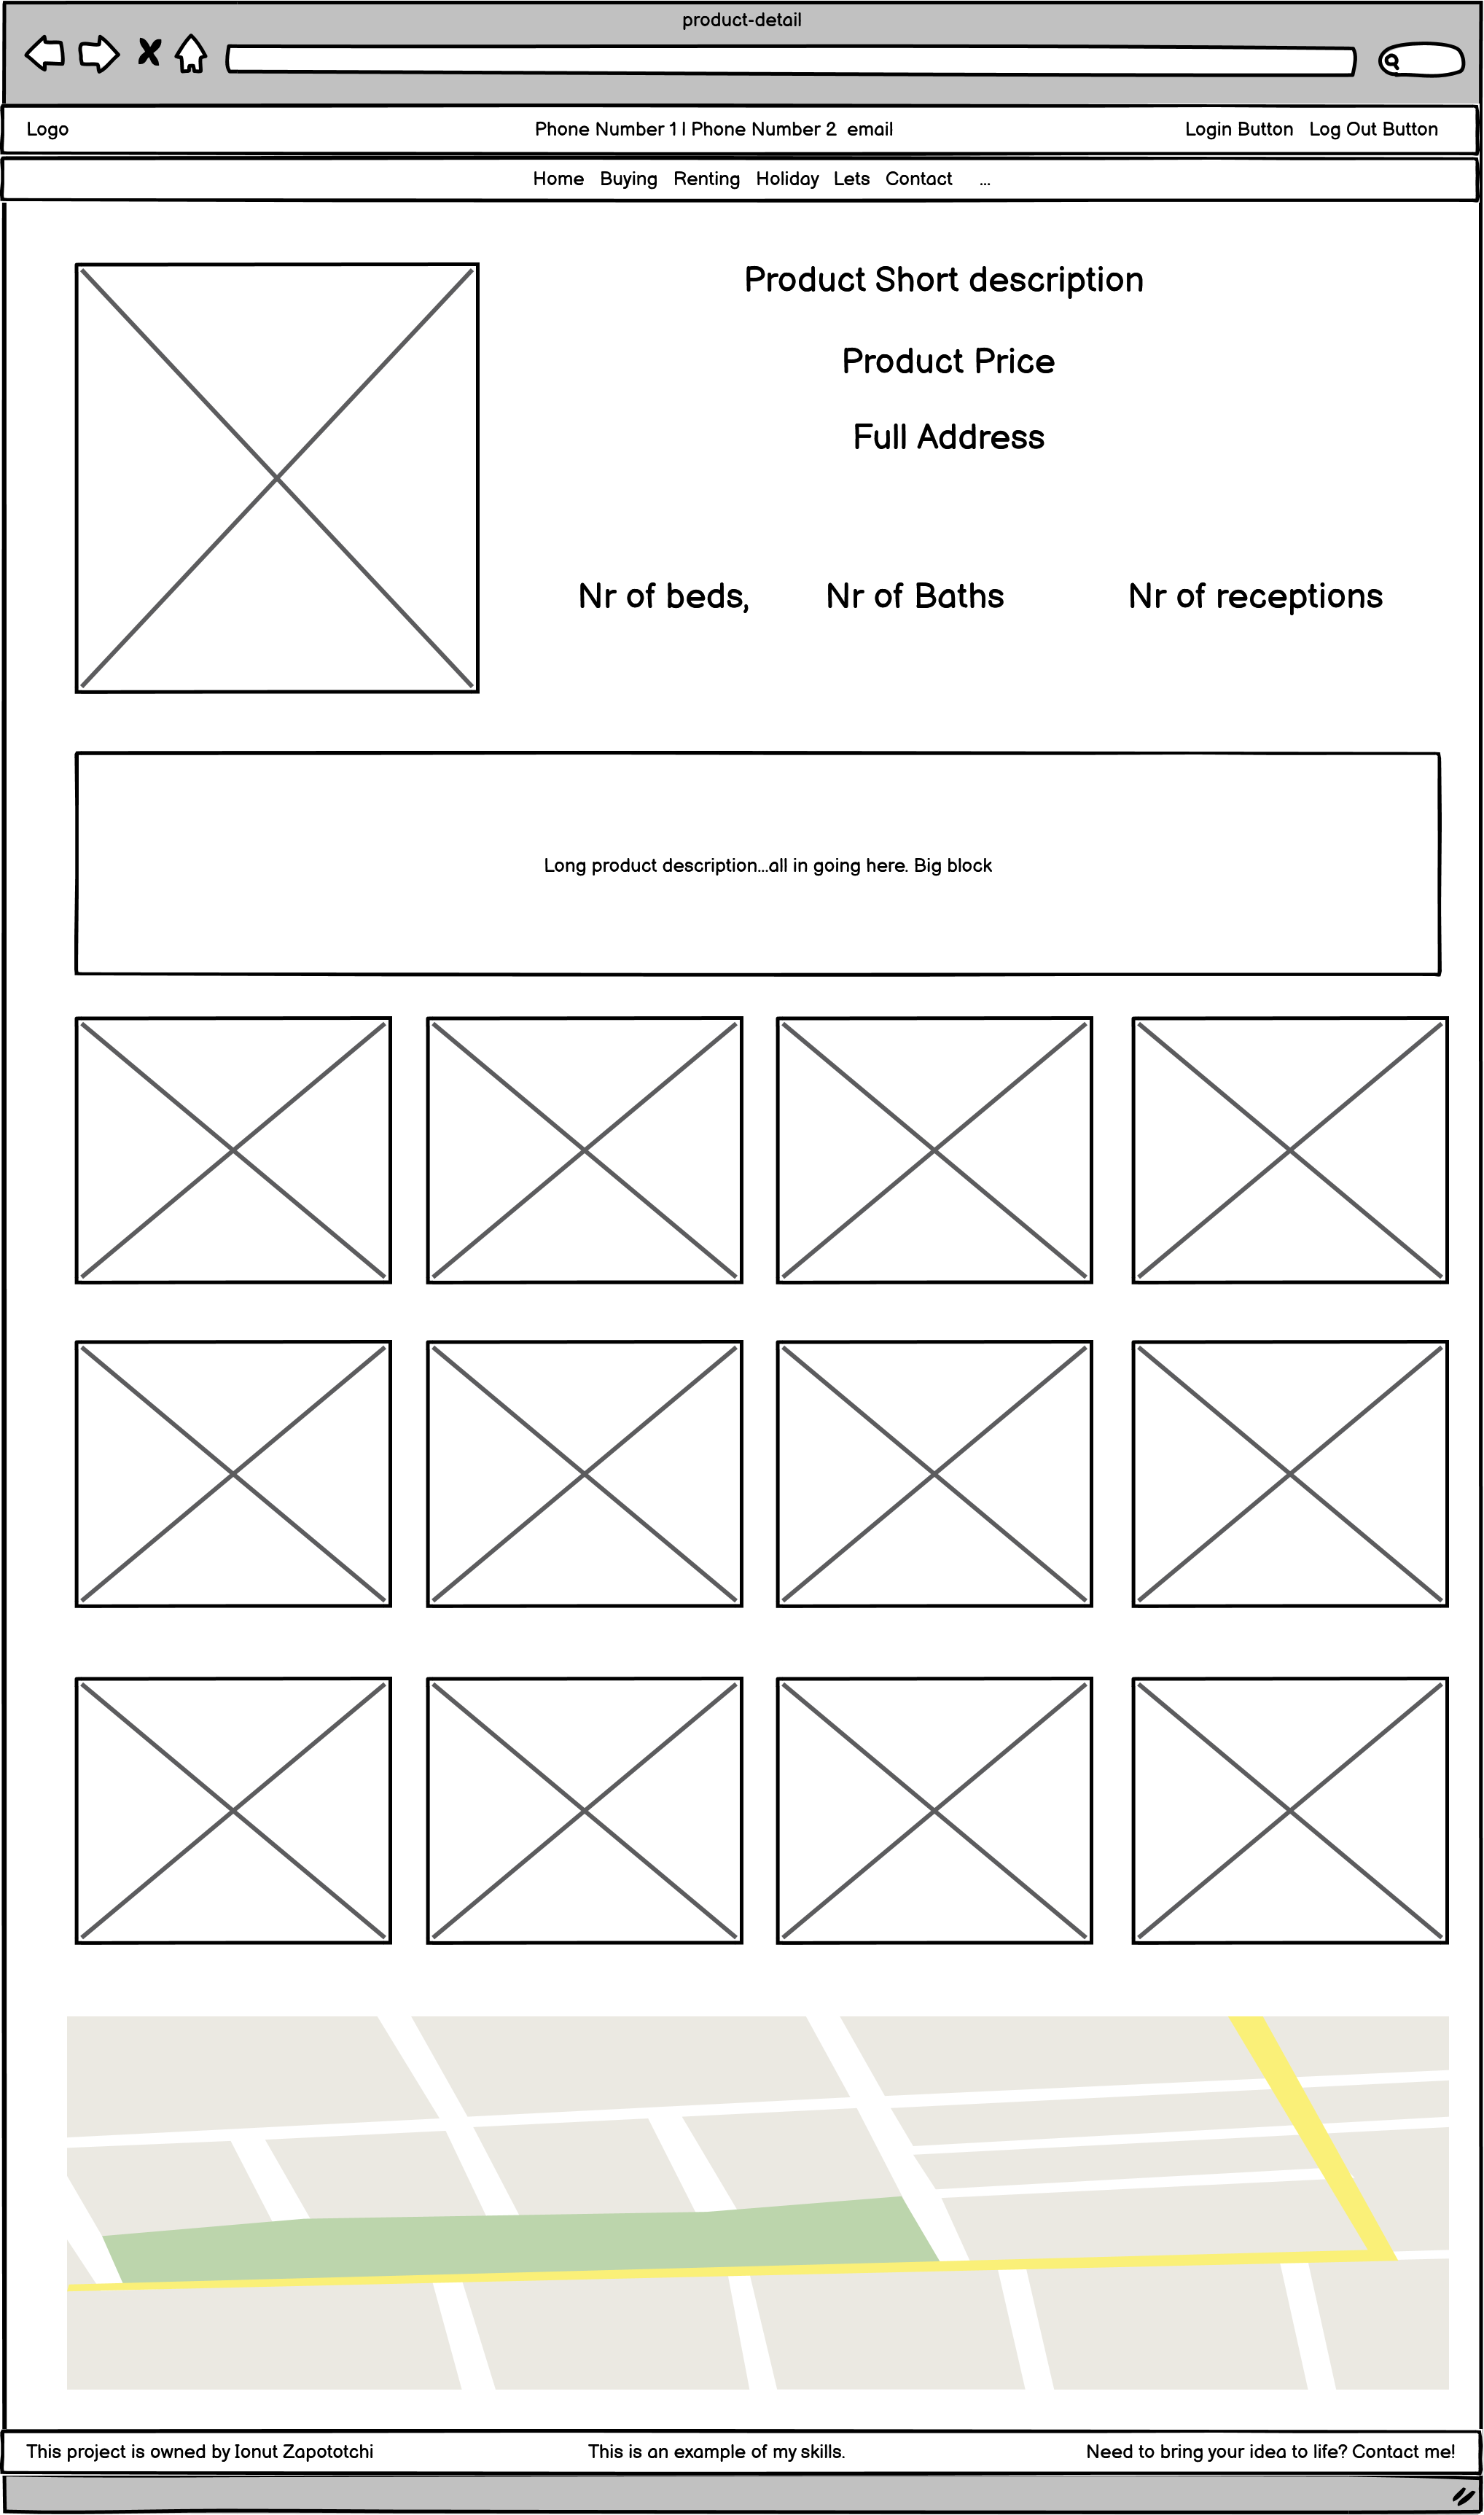 product-detail
Logo Phone Number 1 | Phone Number 2 email Login Button Log Out Button
Home Buying Renting Holiday Lets Contact ...
Product Short description
Product Price
Full Address
Nr of beds, Nr of Baths Nr of receptions
Long product description...all in going here. Big block
This project is owned by Ionut Zapototchi This is an example of my skills. Need to bring your idea to life? Contact me!